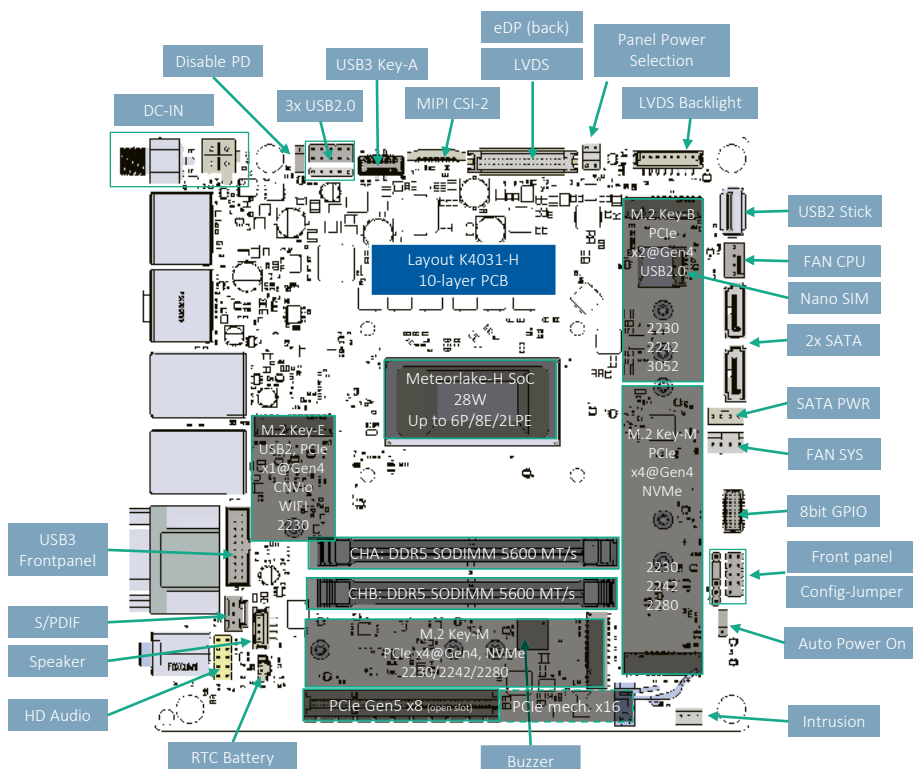 eDP (back)
Panel Power
Selection
Disable PD
USB3 Key-A
LVDS
DC-IN
3x USB2.0
MIPI CSI-2
LVDS Backlight
M.2 Key-B
PCIe
x2@Gen4
USB2.0
USB2 Stick
FAN CPU
Nano SIM
Layout K4031-H
10-layer PCB
2230
2242
3052
2x SATA
Meteorlake-H SoC
28W
Up to 6P/8E/2LPE
SATA PWR
M.2 Key-E
USB2, PCIe
x1@Gen4
CNVio
WIFI
2230
M.2 Key-M
PCIe
x4@Gen4
NVMe
FAN SYS
8bit GPIO
USB3
Frontpanel
CHA: DDR5 SODIMM 5600 MT/s
2230
2242
2280
Front panel
Config-Jumper
CHB: DDR5 SODIMM 5600 MT/s
S/PDIF
Auto Power On
M.2 Key-M
PCIe x4@Gen4, NVMe
2230/2242/2280
Speaker
FOXCONN
HD Audio
PCIe Gen5 x8 (open slot)
PCIe mech. x16
Intrusion
RTC Battery
Buzzer